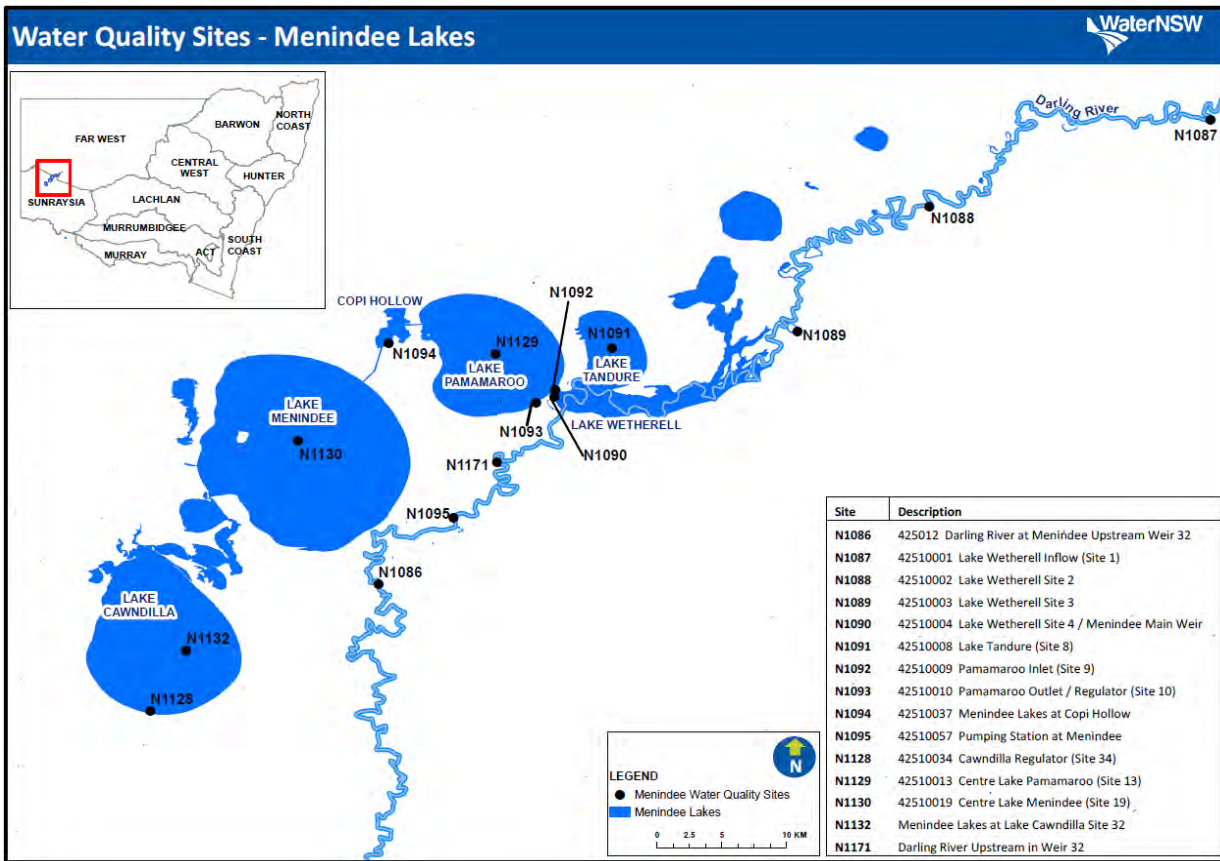 Water Quality Sites - Menindee Lakes
WaterNSW
FAR WEST
BARWON
NORTH
COAST
CENTRAL
WEST
HUNTER
SUNRAYSIA
LACHLAN
MURRUMBIDGEE
MURRAY
ACT
SOUTH
COAST
Darling River
N1087
N1088
N1089
COPI HOLLOW
N1092
N1094
N1129
LAKE
PAMAMAROO
N1091
LAKE
TANDURE
LAKE
MENINDEE
N1130
N1093
LAKE WETHERELL
N1090
N1171
N1095
N1086
LAKE
CAWNDILLA
N1132
N1128
LEGEND
Menindee Water Quality Sites
Menindee Lakes
N
0 2.5 5 10 KM
Site Description
N1086 425012 Darling River at Menindee Upstream Weir 32
N1087 42510001 Lake Wetherell Inflow (Site 1)
N1088 42510002 Lake Wetherell Site 2
N1089 42510003 Lake Wetherell Site 3
N1090 42510004 Lake Wetherell Site 4 / Menindee Main Weir
N1091 42510008 Lake Tandure (Site 8)
N1092 42510009 Pamamaroo Inlet (Site 9)
N1093 42510010 Pamamaroo Outlet / Regulator (Site 10)
N1094 42510037 Menindee Lakes at Copi Hollow
N1095 42510057 Pumping Station at Menindee
N1128 42510034 Cawndilla Regulator (Site 34)
N1129 42510013 Centre Lake Pamamaroo (Site 13)
N1130 42510019 Centre Lake Menindee (Site 19)
N1132 Menindee Lakes at Lake Cawndilla Site 32
N1171 Darling River Upstream in Weir 32